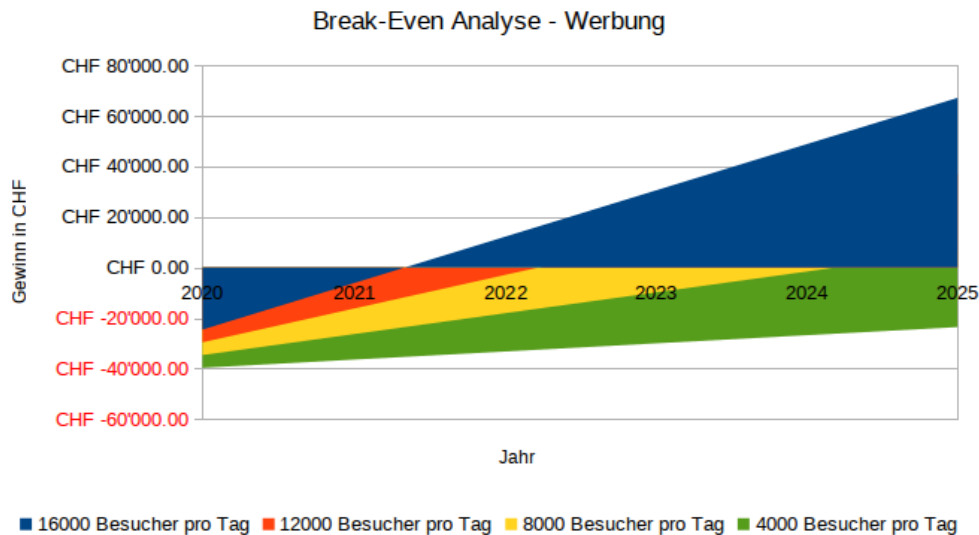 Break-Even Analyse - Werbung
CHF 80'000.00
CHF 60'000.00
CHF 40'000.00
CHF 20'000.00
CHF 0.00
CHF -20'000.00
CHF -40'000.00
CHF -60'000.00
Gewinn in CHF
2020 2021 2022 2023 2024 2025
Jahr
16000 Besucher pro Tag 12000 Besucher pro Tag 8000 Besucher pro Tag 4000 Besucher pro Tag